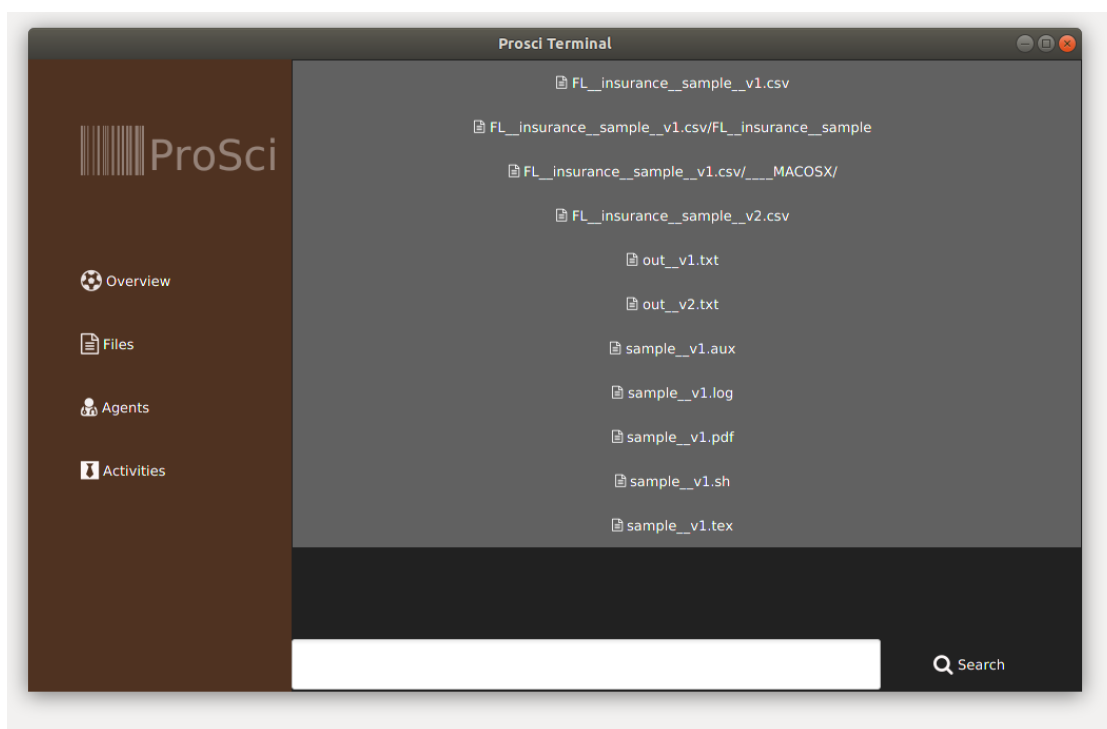 Prosci Terminal
ProSci
Overview
Files
Agents
Activities
FL__insurance__sample__v1.csv
FL__insurance__sample__v1.csv/FL__insurance__sample
FL__insurance__sample__v1.csv/____MACOSX/
FL__insurance__sample__v2.csv
out__v1.txt
out__v2.txt
sample__v1.aux
sample__v1.log
sample__v1.pdf
sample__v1.sh
sample__v1.tex
Search